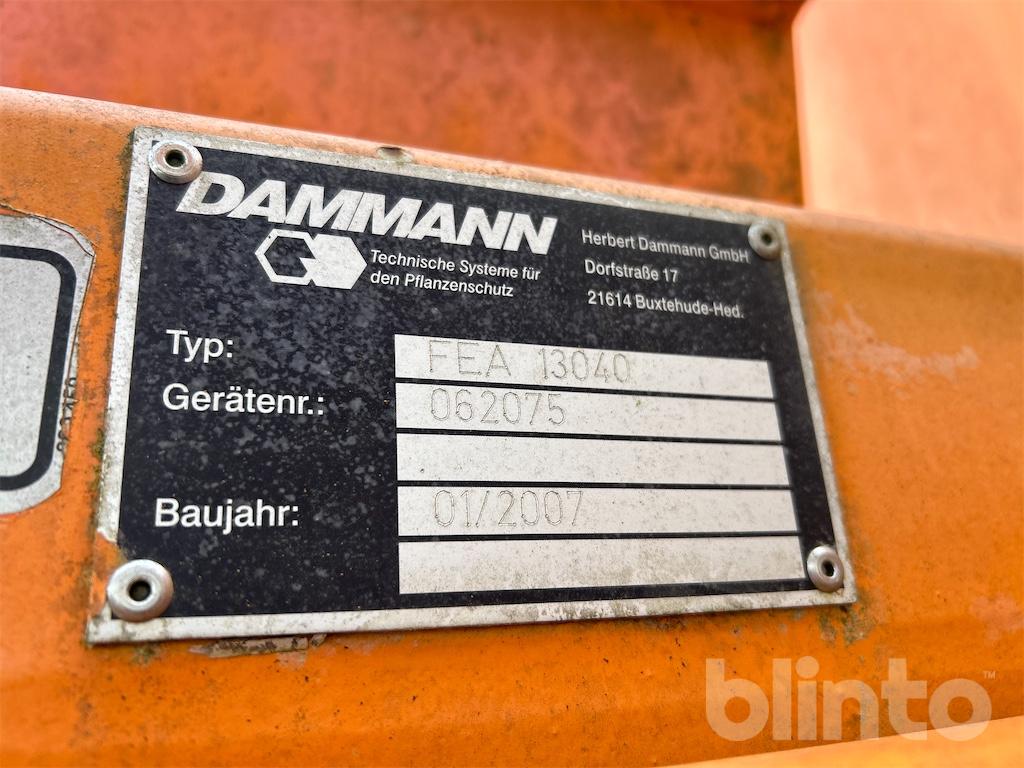 DAMMANN
Technische Systeme für
den Pflanzenschutz
Herbert Dammann GmbH
Dorfstraße 17
21614 Buxtehude-Hed.
Typ: FEA 13040
Gerätenr.: 062075
Baujahr: 01/2007
blinto™